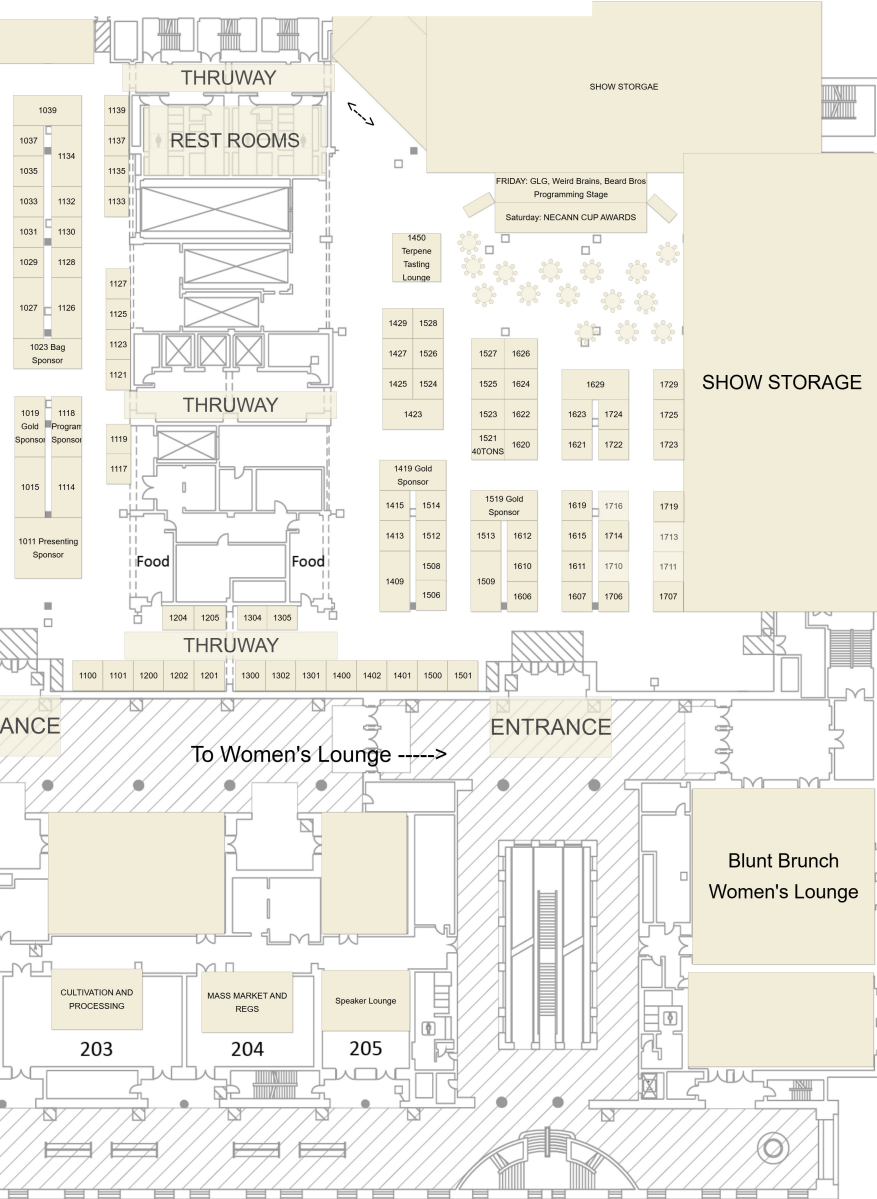 THRUWAY
SHOW STORGAE
1039
1139
1037
1134
1137
REST ROOMS
1035
1135
1033
1132
1133
FRIDAY: GLG, Weird Brains, Beard Bros
Programming Stage
Saturday: NECANN CUP AWARDS
1031
1130
1029
1128
1450
Terpene
Tasting
Lounge
1027
1126
1127
1125
1123
1121
1023 Bag
Sponsor
1429
1528
1427
1526
1425
1524
1423
1527
1626
1525
1624
1523
1622
1521
40TONS
1620
1629
1623
1724
1621
1722
1729
1725
1723
SHOW STORAGE
THRUWAY
1019
Gold
Sponsor
1118
Program
Sponsor
1119
1117
1015
1114
1011 Presenting
Sponsor
1419 Gold
Sponsor
1415
1514
1413
1512
1409
1508
1506
1519 Gold
Sponsor
1513
1612
1509
1610
1606
1619
1716
1615
1714
1611
1710
1607
1706
1719
1713
1711
1707
Food
Food
1204
1205
1304
1305
THRUWAY
1100
1101
1200
1202
1201
1300
1302
1301
1400
1402
1401
1500
1501
ANCE
ENTRANCE
To Women's Lounge ----->
Blunt Brunch
Women's Lounge
CULTIVATION AND
PROCESSING
203
MASS MARKET AND
REGS
204
Speaker Lounge
205